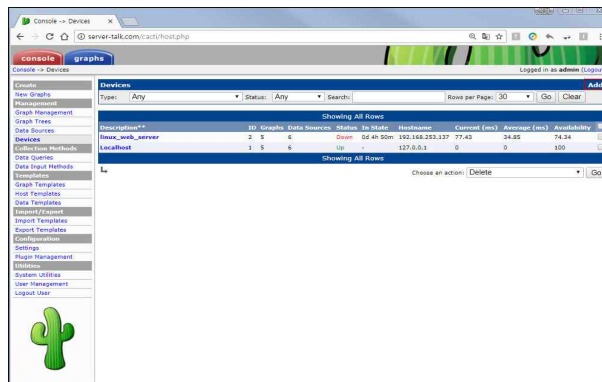 Console -> Devices
server-talk.com/cacti/host.php
console graphs
Console -> Devices
Logged in as admin (Logout
Create
New Graphs
Management
Graph Management
Graph Trees
Data Sources
Devices
Collection Methods
Data Queries
Data Input Methods
Templates
Graph Templates
Host Templates
Data Templates
Import/Export
Import Templates
Export Templates
Configuration
Settings
Plugin Management
Utilities
System Utilities
User Management
Logout User
Devices Add
Type: Any Status: Any Search: Rows per Page: 30 Go Clear
Showing All Rows
Description** ID Graphs Data Sources Status In State Hostname Current (ms) Average (ms) Availability
linux_web_server 2 5 6 Down 0d 4h 50m 192.168.253.137 77.43 34.85 74.34
Localhost 1 5 6 Up - 127.0.0.1 0 0 100
Showing All Rows
Choose an action: Delete Go